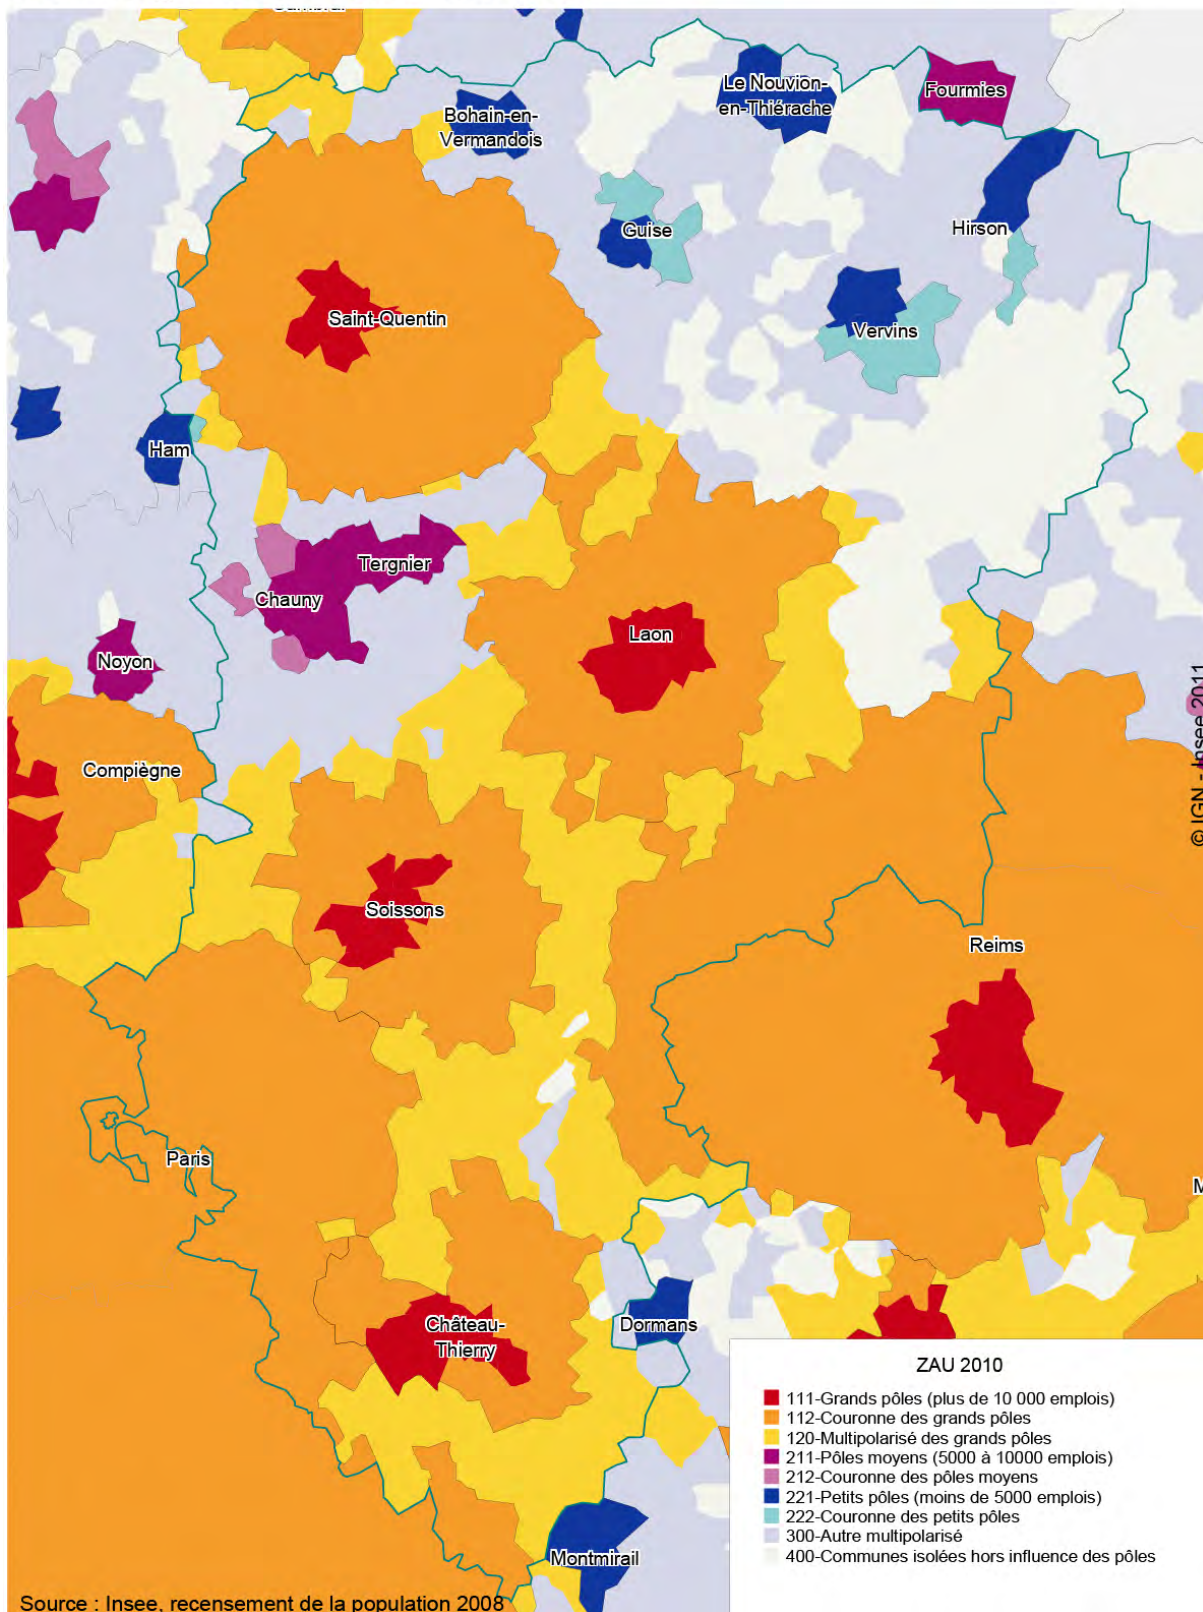 Cambrai
Le Nouvion-
en-Thiérache
Fourmies
Bohain-en-
Vermandois
Guise
Hirson
Saint-Quentin
Vervins
Ham
Tergnier
Chauny
Laon
Noyon
Compiègne
© IGN - Insee 2011
Soissons
Reims
Paris
M
Château-
Thierry
Dormans
ZAU 2010
111-Grands pôles (plus de 10 000 emplois)
112-Couronne des grands pôles
120-Multipolarisé des grands pôles
211-Pôles moyens (5000 à 10000 emplois)
212-Couronne des pôles moyens
221-Petits pôles (moins de 5000 emplois)
222-Couronne des petits pôles
300-Autre multipolarisé
400-Communes isolées hors influence des pôles
Montmirail
Source : Insee, recensement de la population 2008